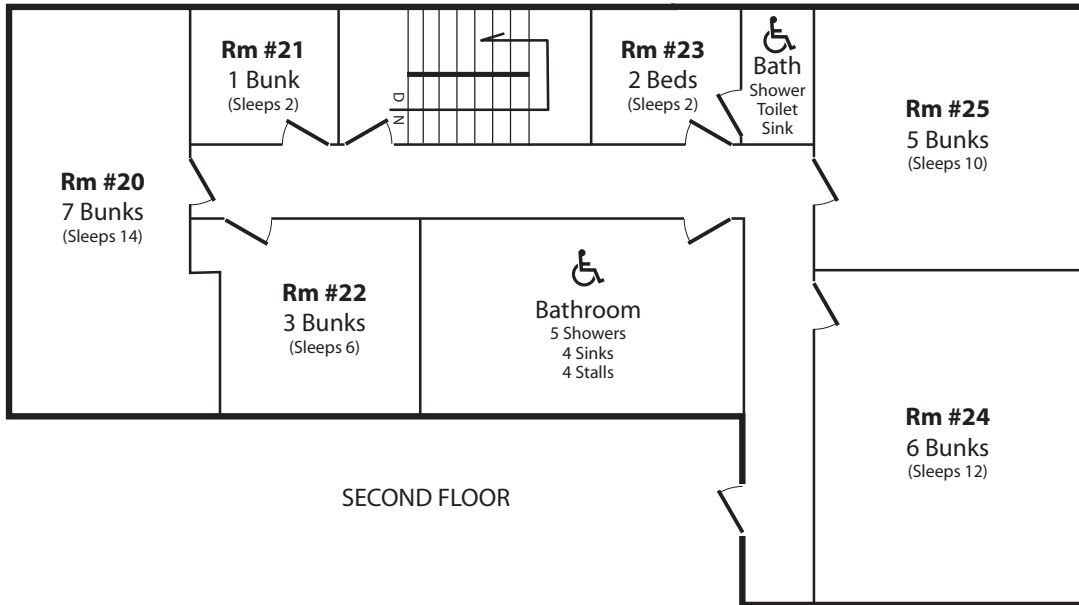 Rm #21
1 Bunk
(Sleeps 2)
DN
Rm #23
2 Beds
(Sleeps 2)
Bath
Shower
Toilet
Sink
Rm #25
5 Bunks
(Sleeps 10)
Rm #20
7 Bunks
(Sleeps 14)
Rm #22
3 Bunks
(Sleeps 6)
Bathroom
5 Showers
4 Sinks
4 Stalls
Rm #24
6 Bunks
(Sleeps 12)
SECOND FLOOR